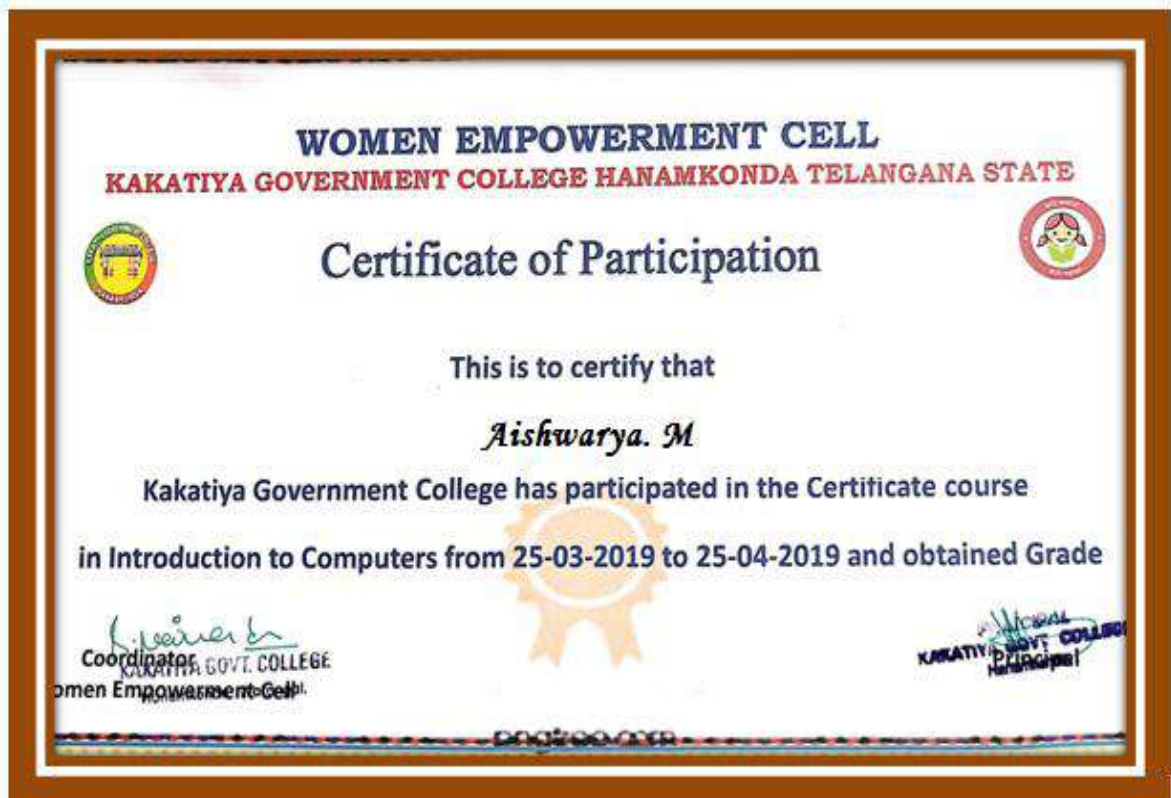 WOMEN EMPOWERMENT CELL
KAKATIYA GOVERNMENT COLLEGE HANAMKONDA TELANGANA STATE
Certificate of Participation
This is to certify that
Aishwarya. M
Kakatiya Government College has participated in the Certificate course
in Introduction to Computers from 25-03-2019 to 25-04-2019 and obtained Grade
Coordinator
KAKATIYA GOVT. COLLEGE
omen Empowerment Cell
KAKATIYA GOVT COLLEGE
Principal